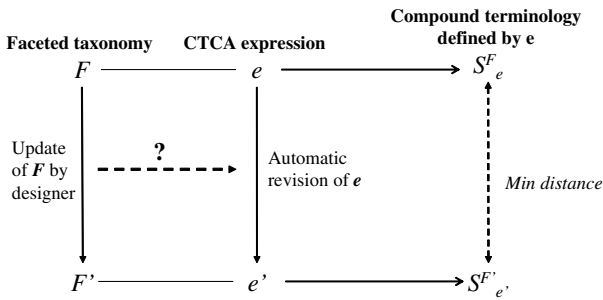 Compound terminology
Faceted taxonomy CTCA expression defined by e
F e S^F_e
?
Update
of F by
designer
Automatic
revision of e
Min distance
F' e' S^F'_e'